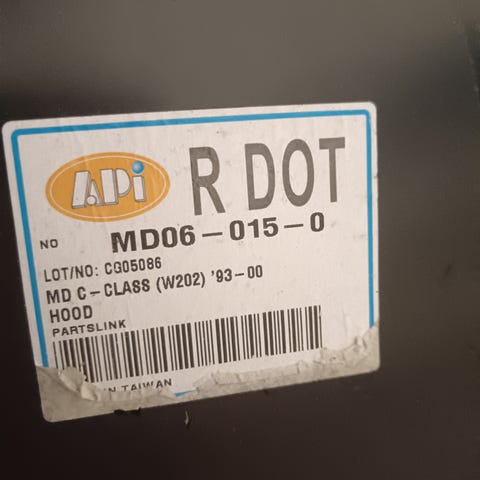 API R DOT
NO MD06-015-0
LOT/NO: CG05086
MD C-CLASS (W202) '93-00
HOOD
PARTSLINK
TAIWAN